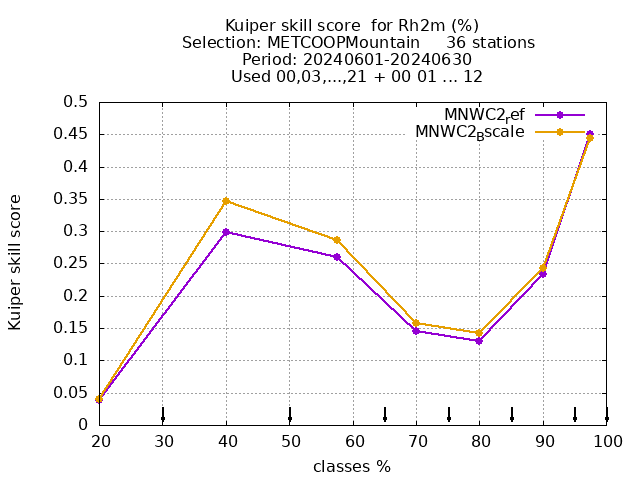 Kuiper skill score  for Rh2m (%)
Selection: METCOOPMountain     36 stations
Period: 20240601-20240630
Used 00,03,...,21 + 00 01 ... 12
MNWC2ref
MNWC2Bscale
0.5
0.45
0.4
0.35
0.3
0.25
0.2
0.15
0.1
0.05
0
Kuiper skill score
20 30 40 50 60 70 80 90 100
classes %